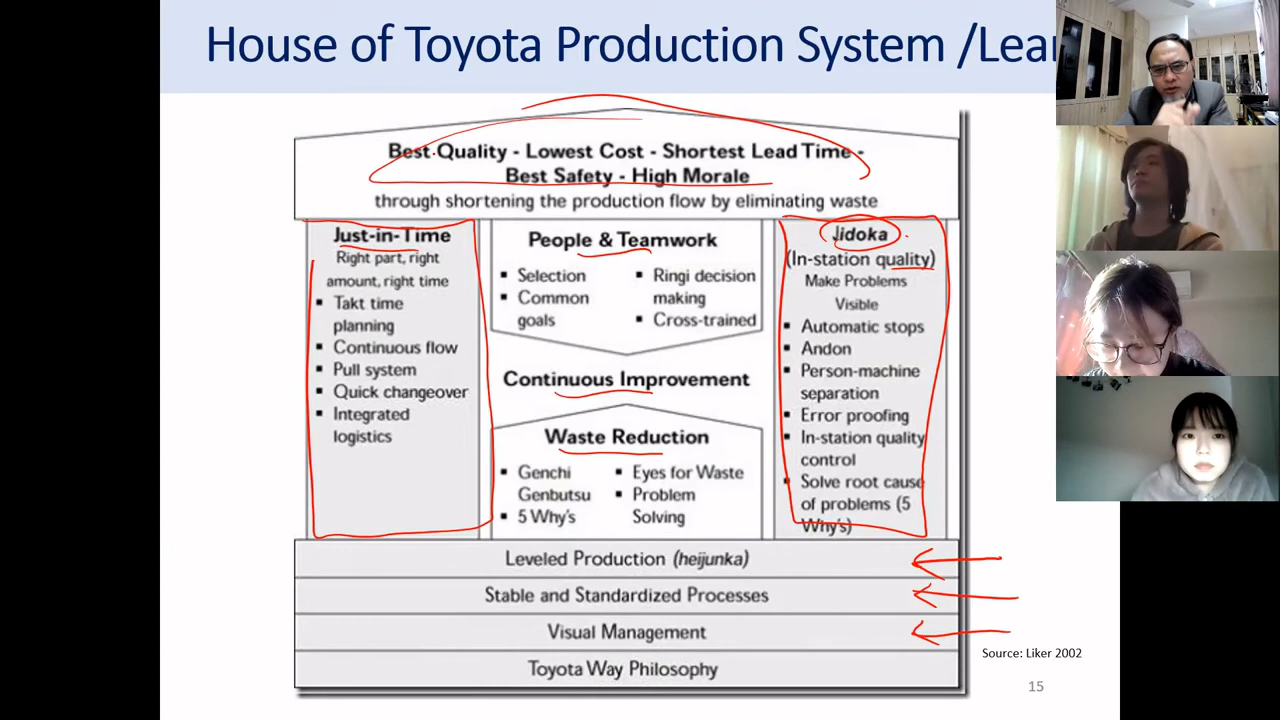 House of Toyota Production System /Lea
Best Quality - Lowest Cost - Shortest Lead Time -
Best Safety - High Morale
through shortening the production flow by eliminating waste
Just-in-Time
Right part, right
amount, right time
▪ Takt time
planning
▪ Continuous flow
▪ Pull system
▪ Quick changeover
▪ Integrated
logistics
People & Teamwork
▪ Selection
▪ Common
goals
▪ Ringi decision
making
▪ Cross-trained
Continuous Improvement
Waste Reduction
▪ Genchi
Genbutsu
▪ 5 Why's
▪ Eyes for Waste
▪ Problem
Solving
Jidoka
(In-station quality)
Make Problems
Visible
▪ Automatic stops
▪ Andon
▪ Person-machine
separation
▪ Error proofing
▪ In-station quality
control
▪ Solve root cause
of problems (5
Why's)
Leveled Production (heijunka)
Stable and Standardized Processes
Visual Management
Toyota Way Philosophy
Source: Liker 2002
15